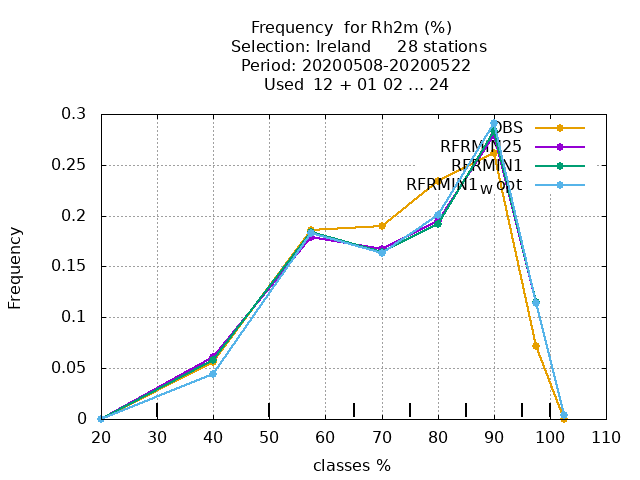 Frequency  for Rh2m (%)
Selection: Ireland     28 stations
Period: 20200508-20200522
Used  12 + 01 02 ... 24
0.3
0.25
0.2
0.15
0.1
0.05
0
Frequency
OBS
RFRMIN25
RFRMIN1
RFRMIN1wopt
20 30 40 50 60 70 80 90 100 110
classes %